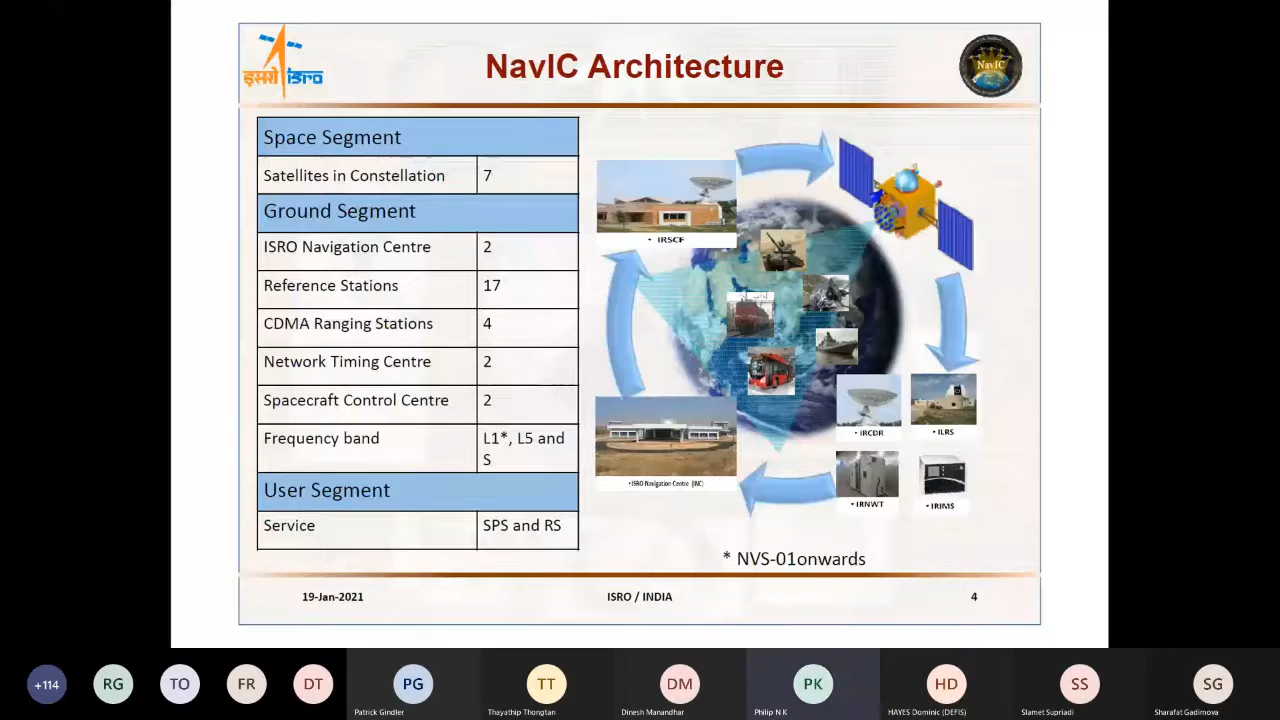 इसरो isro
NavIC Architecture
NavIC
Space Segment
Satellites in Constellation 7
Ground Segment
ISRO Navigation Centre 2
Reference Stations 17
CDMA Ranging Stations 4
Network Timing Centre 2
Spacecraft Control Centre 2
Frequency band L1*, L5 and
S
User Segment
Service SPS and RS
• IRSCF
• IRCDR
• ILRS
• ISRO Navigation Centre (INC)
• IRNWT
• IRIMS
* NVS-01onwards
19-Jan-2021 ISRO / INDIA 4
+114 RG TO FR DT PG TT DM PK HD SS SG
Patrick Gindler Thayathip Thongtan Dinesh Manandhar Philip N K HAYES Dominic (DEFIS) Slamet Supriadi Sharafat Gadimova